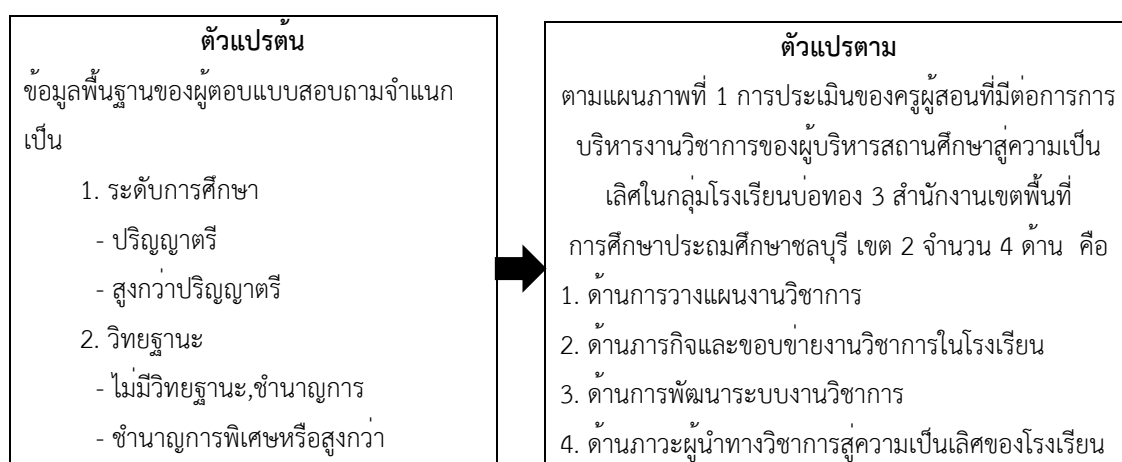 ตัวแปรต้น
ข้อมูลพื้นฐานของผู้ตอบแบบสอบถามจำแนก
เป็น
1. ระดับการศึกษา
- ปริญญาตรี
- สูงกว่าปริญญาตรี
2. วิทยฐานะ
- ไม่มีวิทยฐานะ,ชำนาญการ
- ชำนาญการพิเศษหรือสูงกว่า
ตัวแปรตาม
ตามแผนภาพที่ 1 การประเมินของครูผู้สอนที่มีต่อการการ
บริหารงานวิชาการของผู้บริหารสถานศึกษาสู่ความเป็น
เลิศในกลุ่มโรงเรียนบ่อทอง 3 สำนักงานเขตพื้นที่
การศึกษาประถมศึกษาชลบุรี เขต 2 จำนวน 4 ด้าน คือ
1. ด้านการวางแผนงานวิชาการ
2. ด้านภารกิจและขอบข่ายงานวิชาการในโรงเรียน
3. ด้านการพัฒนาระบบงานวิชาการ
4. ด้านภาวะผู้นำทางวิชาการสู่ความเป็นเลิศของโรงเรียน